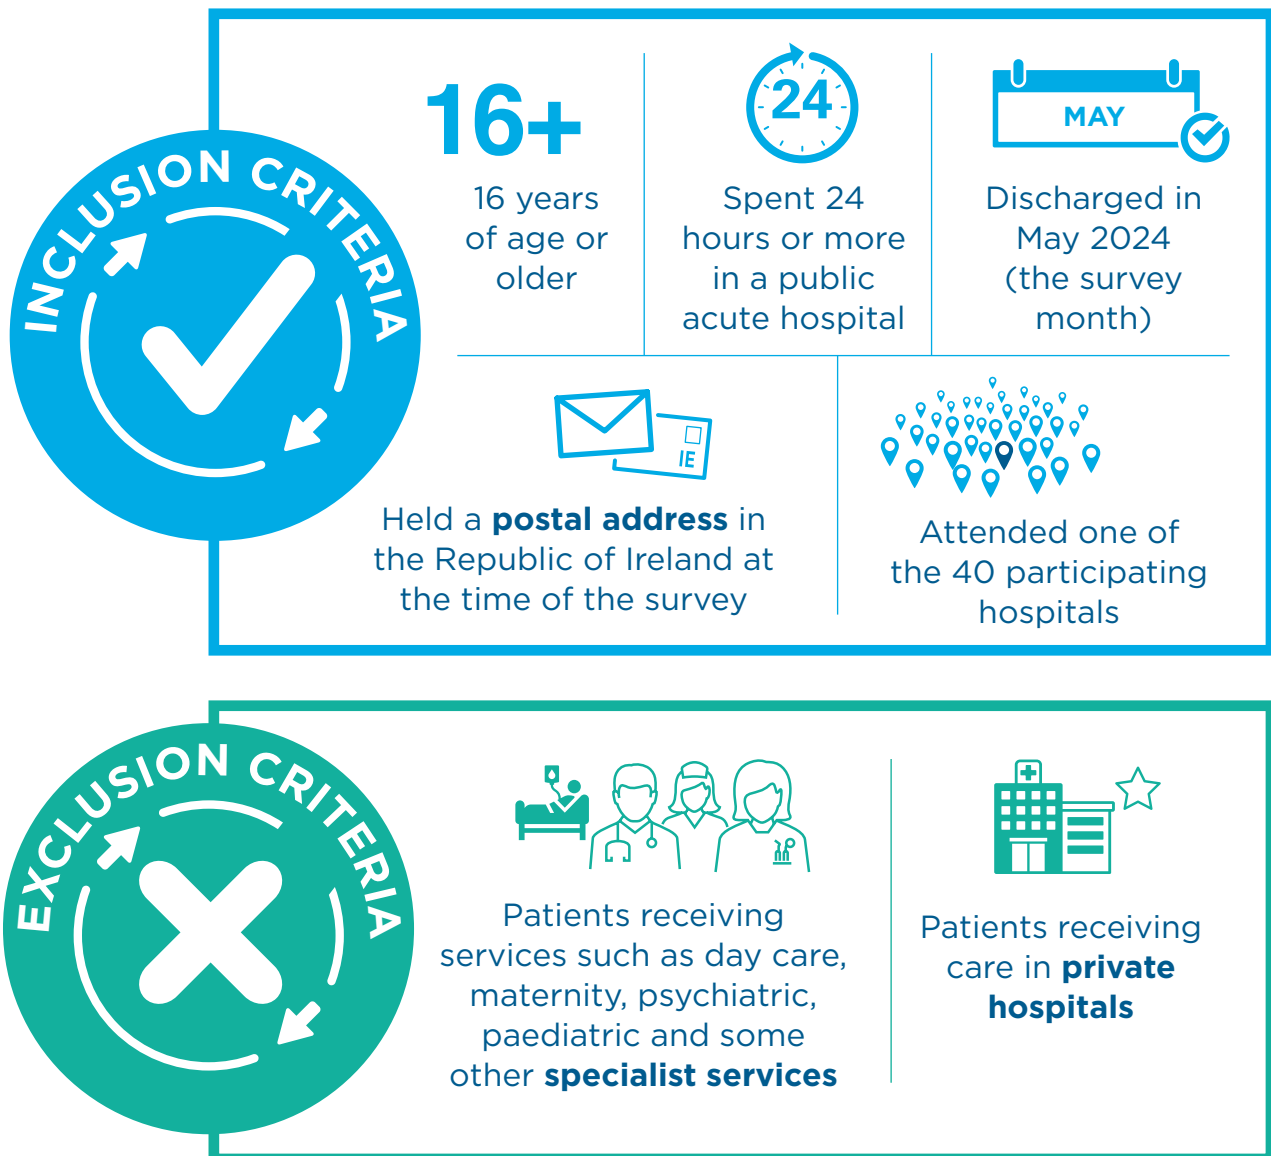 INCLUSION CRITERIA
16+
16 years
of age or
older
24
Spent 24
hours or more
in a public
acute hospital
MAY
Discharged in
May 2024
(the survey
month)
IE
Held a postal address in
the Republic of Ireland at
the time of the survey
Attended one of
the 40 participating
hospitals
EXCLUSION CRITERIA
Patients receiving
services such as day care,
maternity, psychiatric,
paediatric and some
other specialist services
Patients receiving
care in private
hospitals